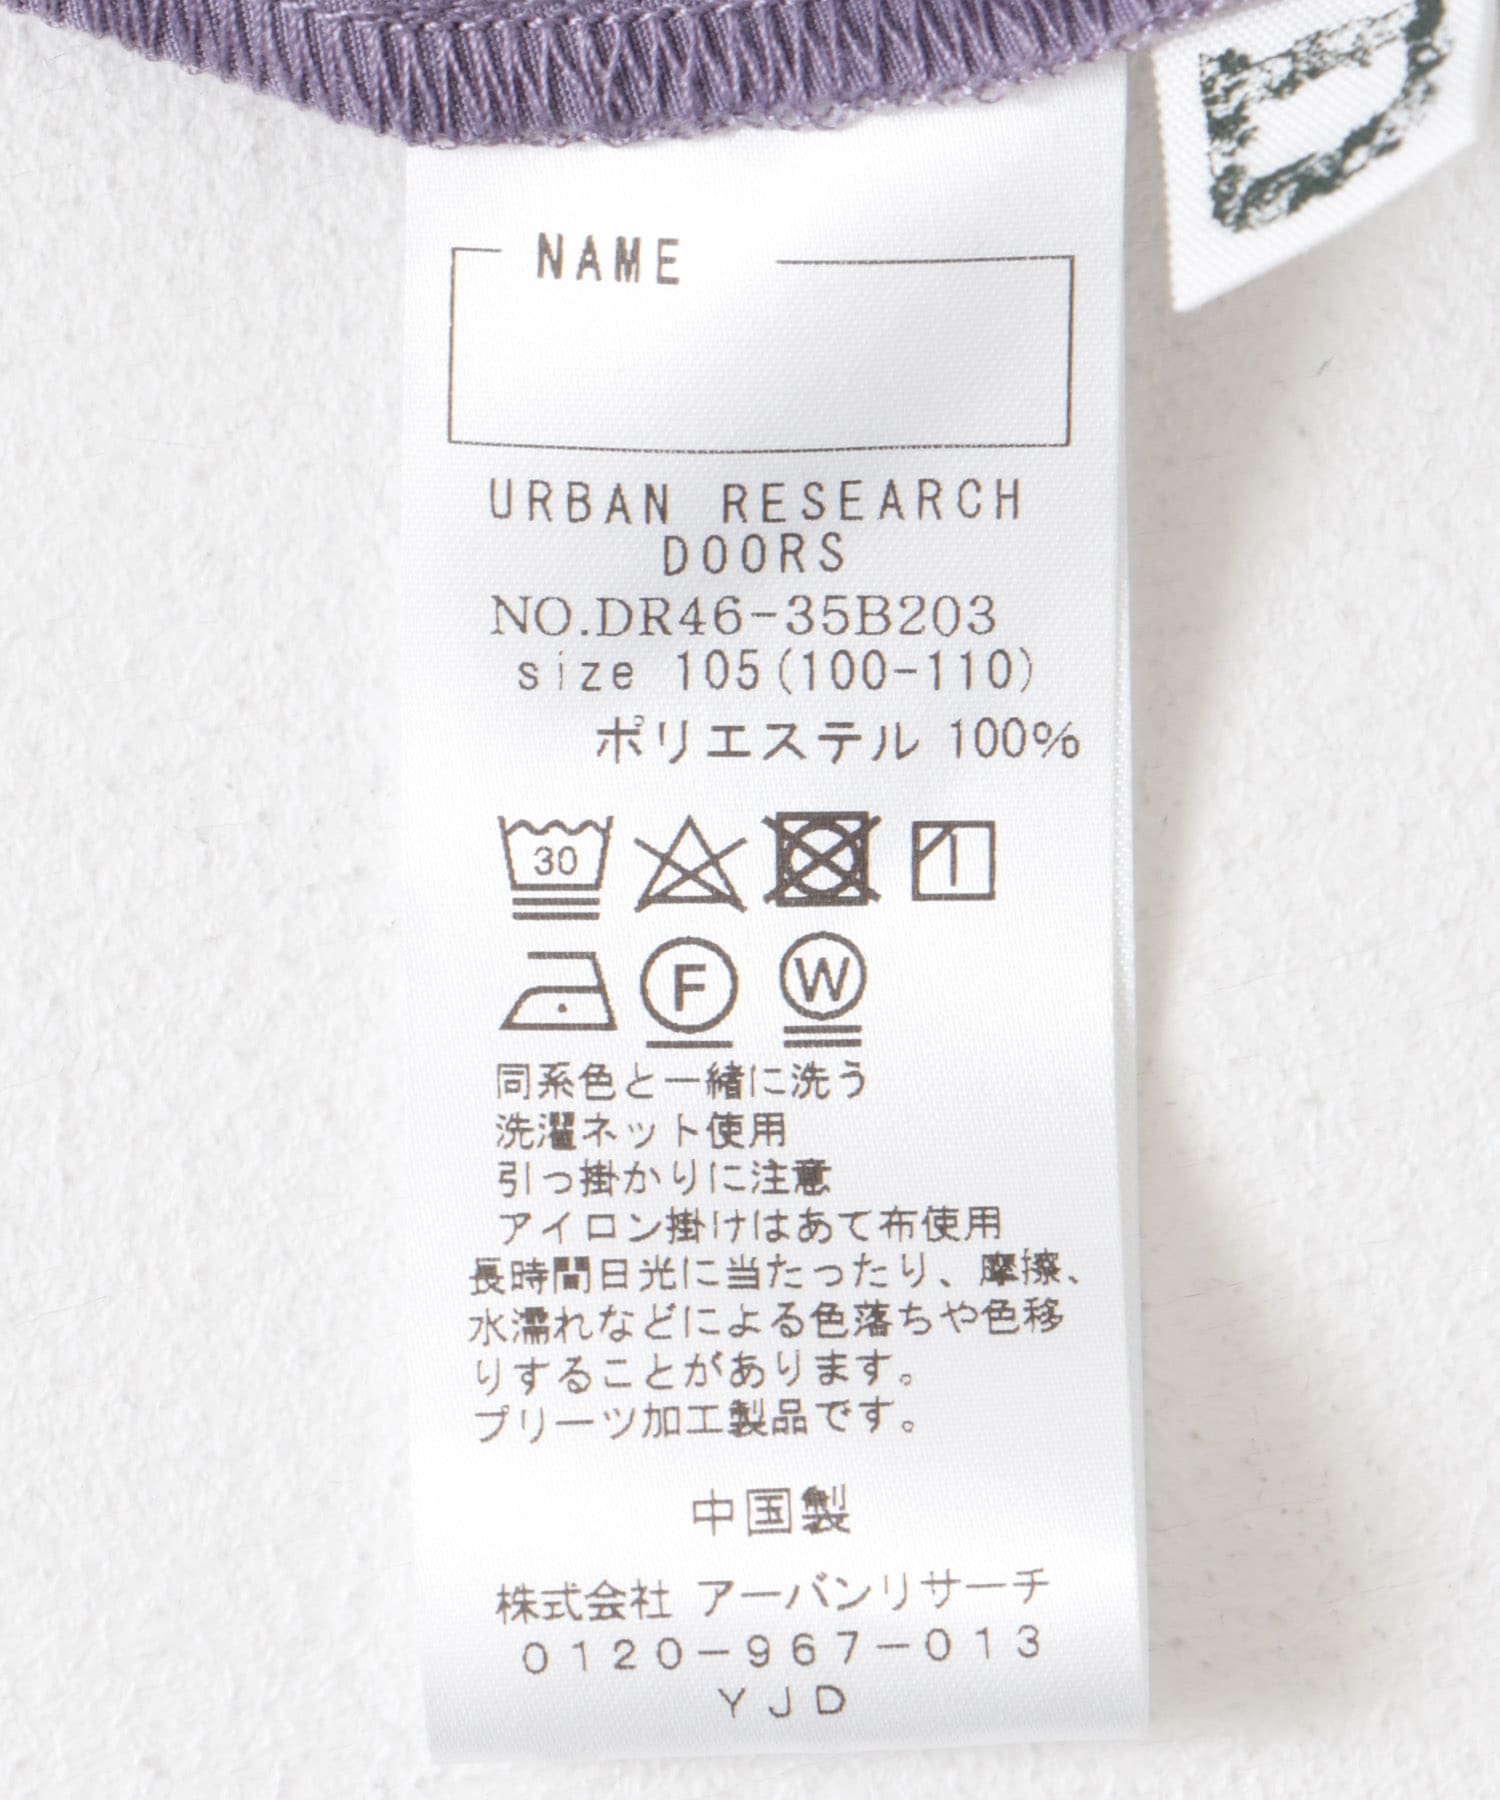 NAME
URBAN RESEARCH
DOORS
NO.DR46-35B203
size 105(100-110)
ポリエステル 100%
30
F
W
同系色と一緒に洗う
洗濯ネット使用
引っ掛かりに注意
アイロン掛けはあて布使用
長時間日光に当たったり、摩擦、
水濡れなどによる色落ちや色移
りすることがあります。
プリーツ加工製品です。
中国製
株式会社 アーバンリサーチ
0120-967-013
YJD